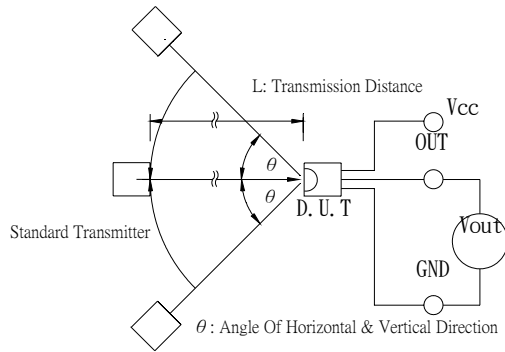 L: Transmission Distance
Vcc
OUT
θ
θ
D.U.T
Standard Transmitter
Vout
GND
θ: Angle Of Horizontal & Vertical Direction